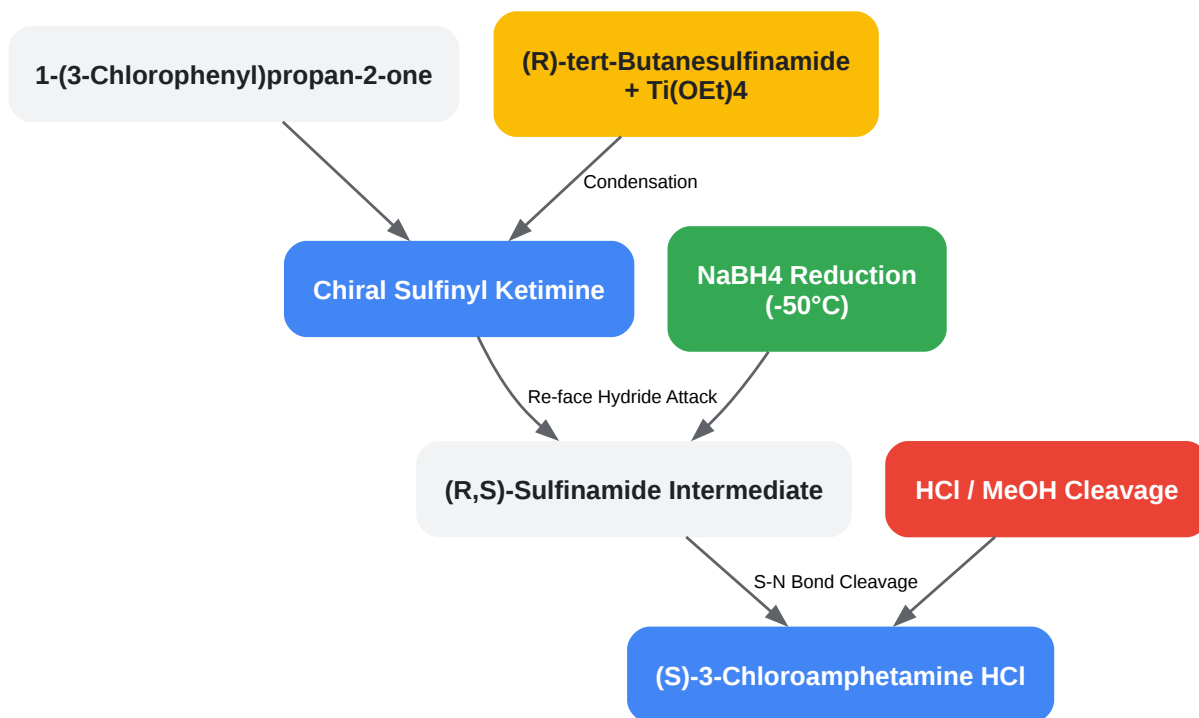 1-(3-Chlorophenyl)propan-2-one
(R)-tert-Butanesulfinamide
+ Ti(OEt)4
Condensation
Chiral Sulfinyl Ketimine
NaBH4 Reduction
(-50°C)
Re-face Hydride Attack
(R,S)-Sulfinamide Intermediate
HCl / MeOH Cleavage
S-N Bond Cleavage
(S)-3-Chloroamphetamine HCl